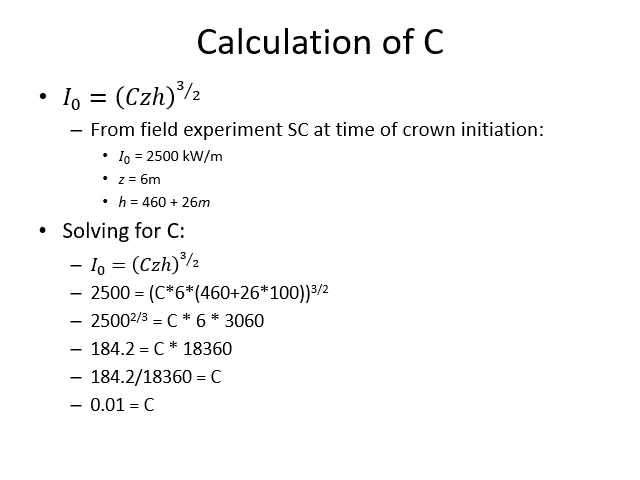 Calculation of C
• I₀ = (Czh)^3/2
– From field experiment SC at time of crown initiation:
• I₀ = 2500 kW/m
• z = 6m
• h = 460 + 26m
• Solving for C:
– I₀ = (Czh)^3/2
– 2500 = (C*6*(460+26*100))^3/2
– 2500^2/3 = C * 6 * 3060
– 184.2 = C * 18360
– 184.2/18360 = C
– 0.01 = C